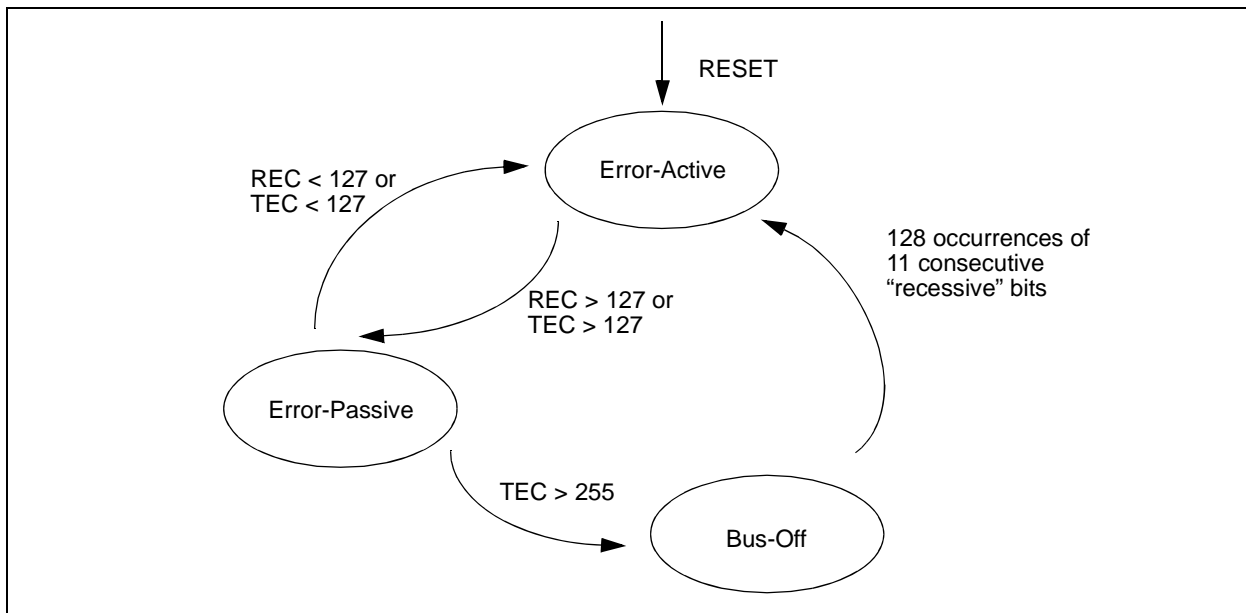 RESET
Error-Active
REC < 127 or
TEC < 127
128 occurrences of
11 consecutive
“recessive” bits
REC > 127 or
TEC > 127
Error-Passive
TEC > 255
Bus-Off